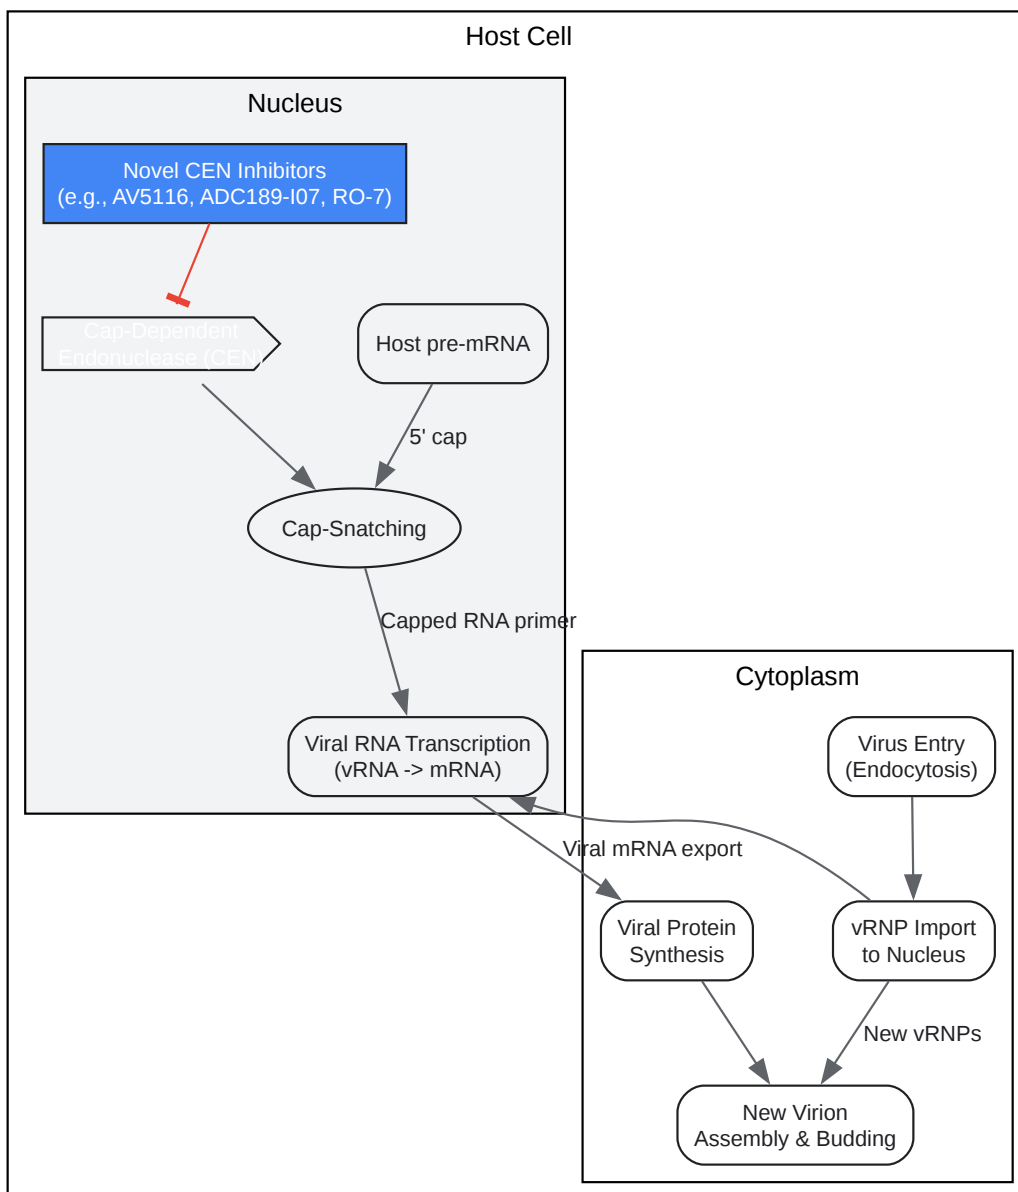 Host Cell
Nucleus
Novel CEN Inhibitors
(e.g., AV5116, ADC189-I07, RO-7)
Cap-Dependent
Endonuclease (CEN)
Host pre-mRNA
5' cap
Cap-Snatching
Capped RNA primer
Viral RNA Transcription
(vRNA -> mRNA)
Cytoplasm
Virus Entry
(Endocytosis)
Viral mRNA export
Viral Protein
Synthesis
vRNP Import
to Nucleus
New vRNPs
New Virion
Assembly & Budding